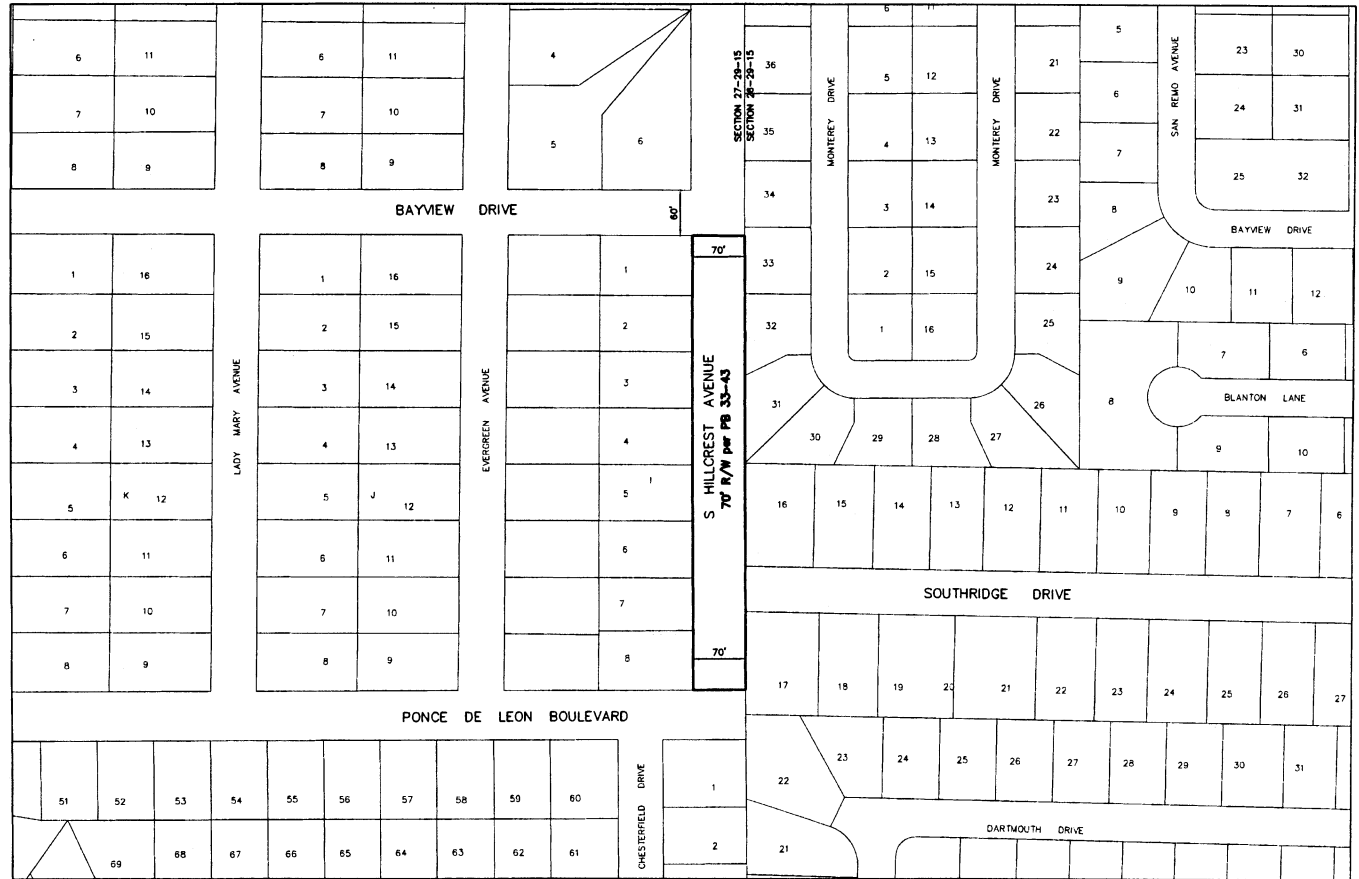 6 11 6 11 4 36 5 12 21 5 23 30
7 10 7 10 35 6 24 31
8 9 8 9 5 6 4 13 22 7 25 32
SECTION 27-29-15
SECTION 26-29-15
MONTEREY DRIVE
MONTEREY DRIVE
SAN REMO AVENUE
6 11
34 3 14 23 8
BAYVIEW DRIVE
60'
BAYVIEW DRIVE
70'
1 16 1 16 1 33 2 15 24 9 10 11 12
2 15 2 15 2 32 1 16 25
7 6
LADY MARY AVENUE
EVERGREEN AVENUE
S HILLCREST AVENUE
70' R/W per PB 33-43
3 14 3 14 3 31 26 8
BLANTON LANE
4 13 4 13 4 30 29 28 27 9 10
5 K 12 5 J 12 5 I 16 15 14 13 12 11 10 9 8 7 6
6 11 6 11 6
SOUTHRIDGE DRIVE
7 10 7 10 7
70'
8 9 8 9 8 17 18 19 20 21 22 23 24 25 26 27
PONCE DE LEON BOULEVARD
CHESTERFIELD DRIVE
51 52 53 54 55 56 57 58 59 60 1 22 23 24 25 26 27 28 29 30 31
DARTMOUTH DRIVE
69 68 67 66 65 64 63 62 61 2 21